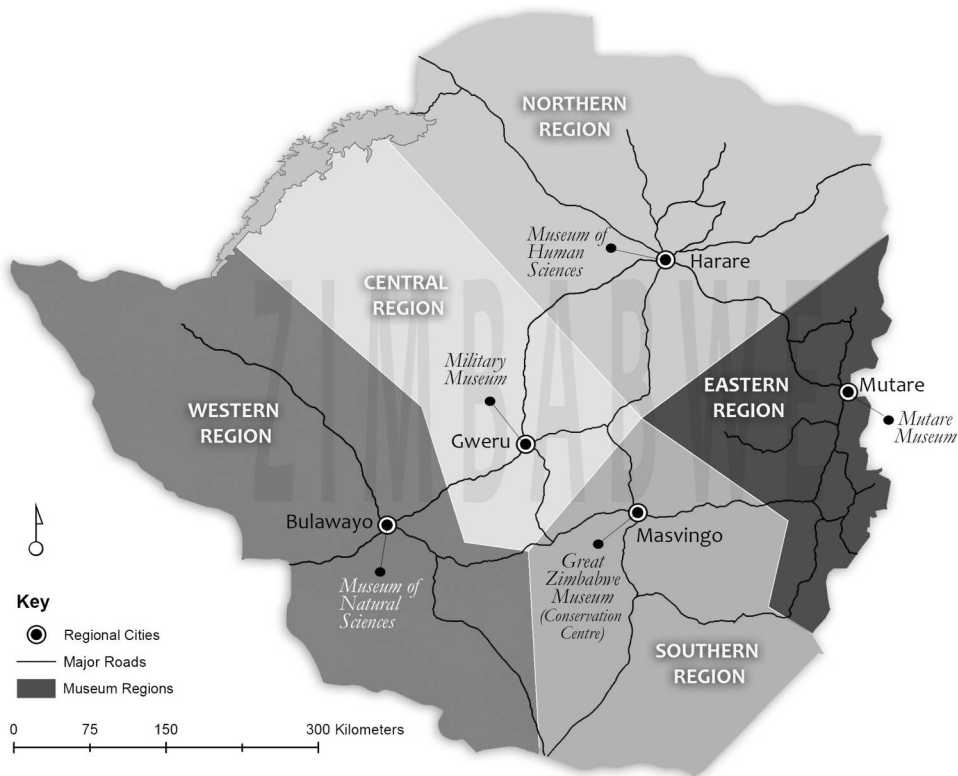 NORTHERN
REGION
Museum of
Human
Sciences
Harare
CENTRAL
REGION
ZIMBABWE
Military
Museum
EASTERN
REGION
Mutare
Mutare
Museum
WESTERN
REGION
Gweru
Bulawayo
Masvingo
Museum of
Natural
Sciences
Great
Zimbabwe
Museum
(Conservation
Centre)
SOUTHERN
REGION
Key
Regional Cities
Major Roads
Museum Regions
0 75 150 300 Kilometers